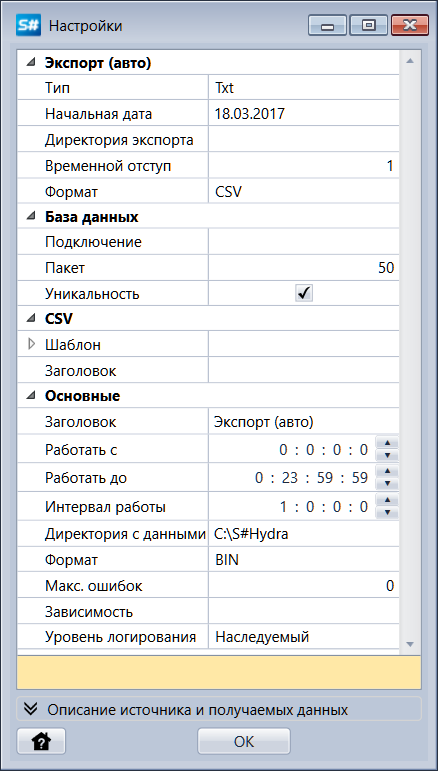 S# Настройки
Экспорт (авто)
Тип Txt
Начальная дата 18.03.2017
Директория экспорта
Временной отступ 1
Формат CSV
База данных
Подключение
Пакет 50
Уникальность
CSV
Шаблон
Заголовок
Основные
Заголовок Экспорт (авто)
Работать с 0 : 0 : 0 : 0
Работать до 0 : 23 : 59 : 59
Интервал работы 1 : 0 : 0 : 0
Директория с данными C:\S#Hydra
Формат BIN
Макс. ошибок 0
Зависимость
Уровень логирования Наследуемый
Описание источника и получаемых данных
? OK